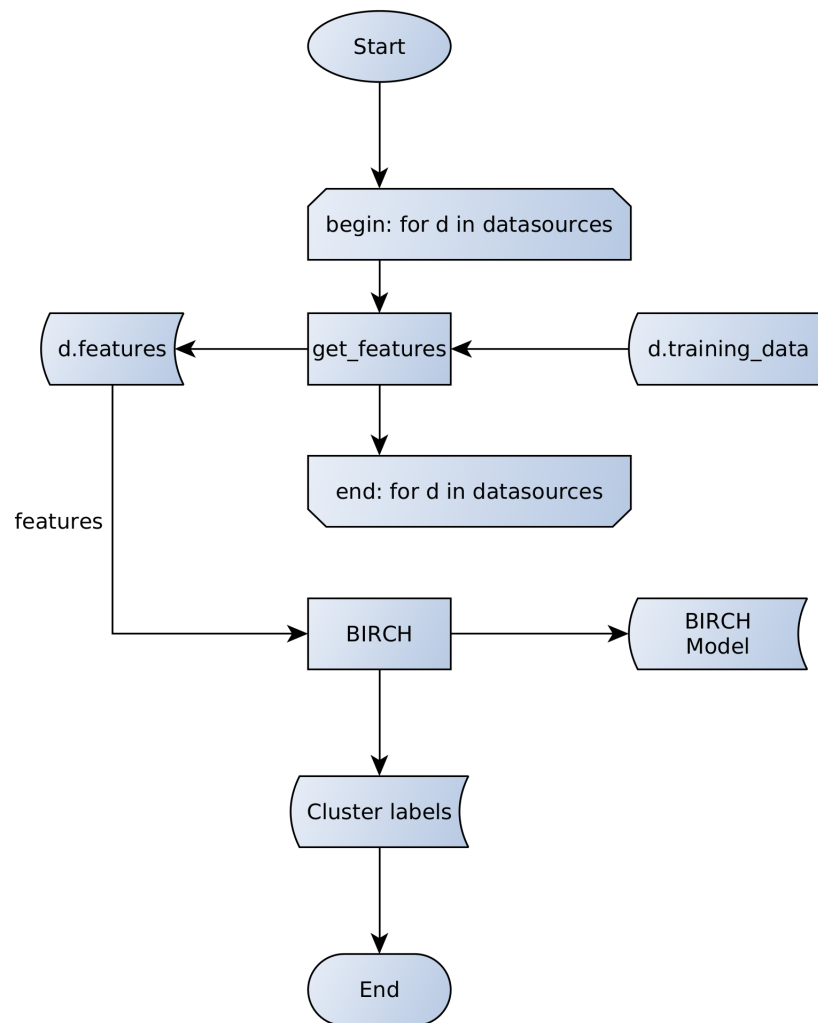 Start
begin: for d in datasources
d.features
get_features
d.training_data
end: for d in datasources
features
BIRCH
BIRCH
Model
Cluster labels
End